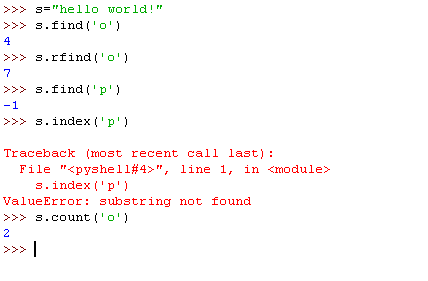 >>> s="hello world!"
>>> s.find('o')
4
>>> s.rfind('o')
7
>>> s.find('p')
-1
>>> s.index('p')

Traceback (most recent call last):
  File "<pyshell#4>", line 1, in <module>
    s.index('p')
ValueError: substring not found
>>> s.count('o')
2
>>>